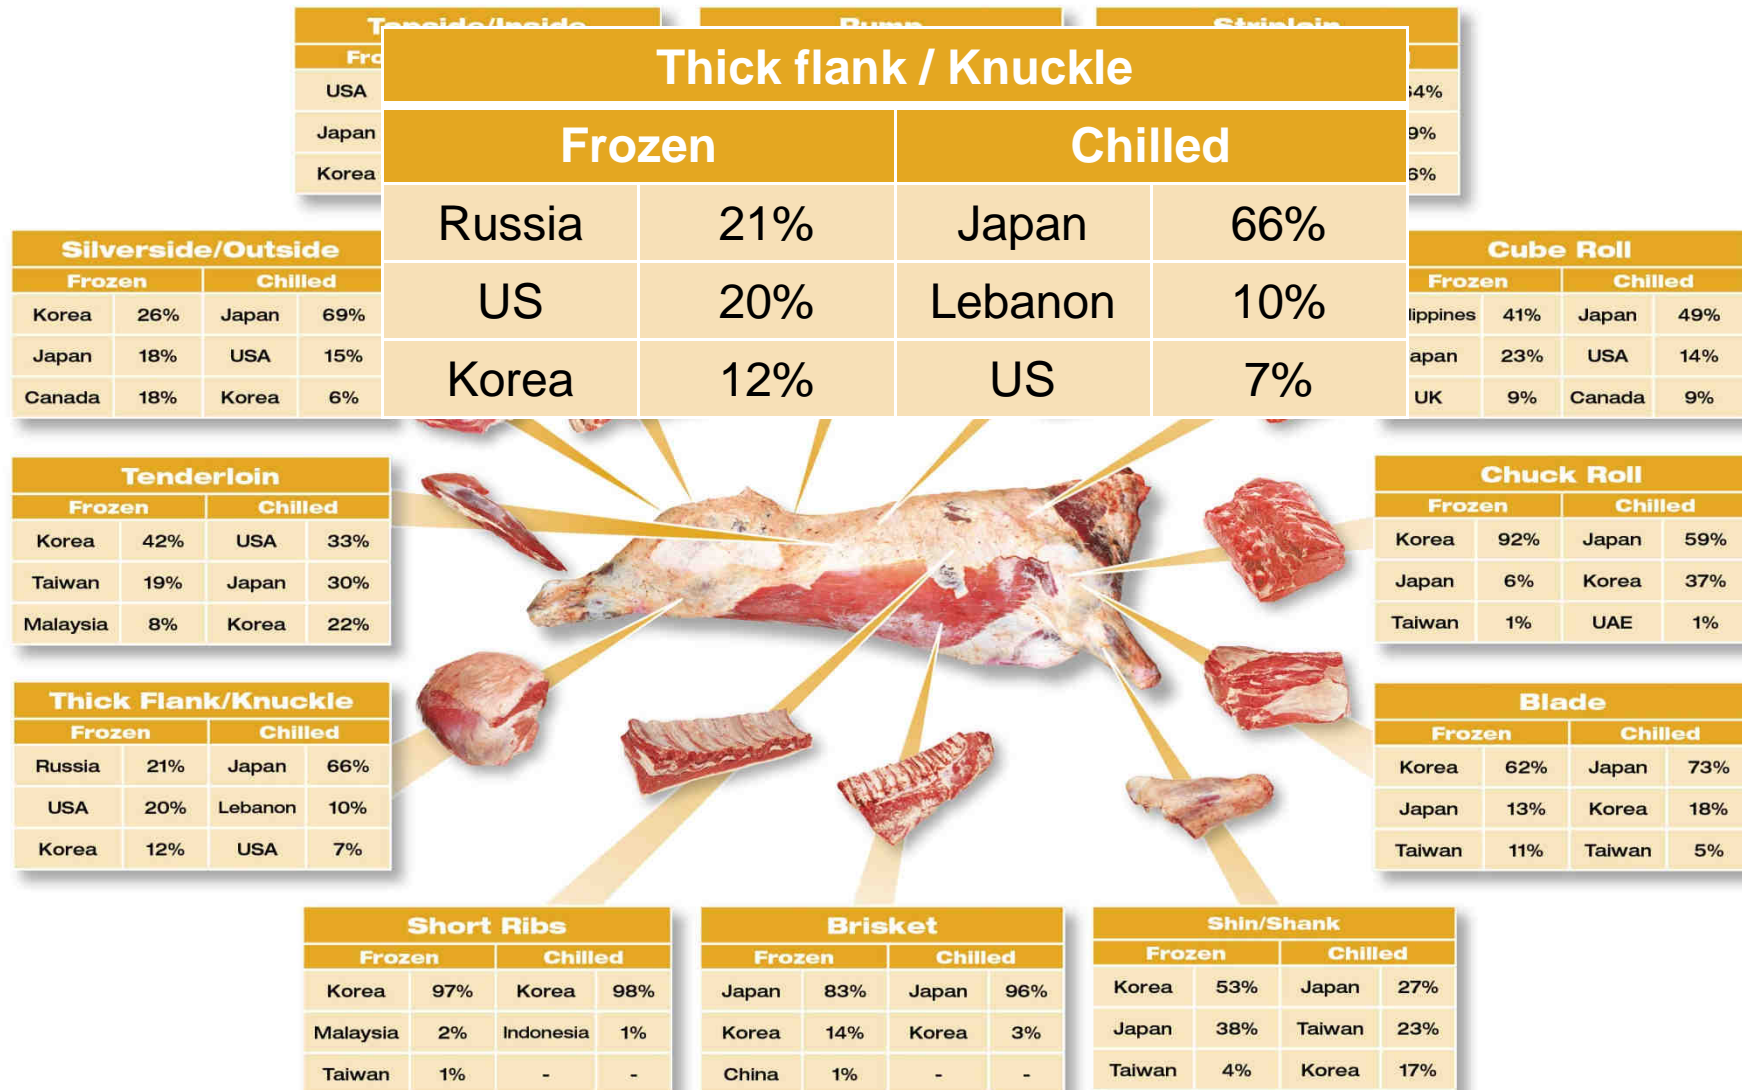 Topside/Inside Rump Striploin
Thick flank / Knuckle
Frozen Chilled
Russia 21% Japan 66%
US 20% Lebanon 10%
Korea 12% US 7%
USA
Japan 9%
Korea 6%
Silverside/Outside
Frozen Chilled
Korea 26% Japan 69%
Japan 18% USA 15%
Canada 18% Korea 6%
Cube Roll
Frozen Chilled
41% Japan 49%
23% USA 14%
UK 9% Canada 9%
Tenderloin
Frozen Chilled
Korea 42% USA 33%
Taiwan 19% Japan 30%
Malaysia 8% Korea 22%
Chuck Roll
Frozen Chilled
Korea 92% Japan 59%
Japan 6% Korea 37%
Taiwan 1% UAE 1%
Thick Flank/Knuckle
Frozen Chilled
Russia 21% Japan 66%
USA 20% Lebanon 10%
Korea 12% USA 7%
Blade
Frozen Chilled
Korea 62% Japan 73%
Japan 13% Korea 18%
Taiwan 11% Taiwan 5%
Short Ribs
Frozen Chilled
Korea 97% Korea 98%
Malaysia 2% Indonesia 1%
Taiwan 1% - -
Brisket
Frozen Chilled
Japan 83% Japan 96%
Korea 14% Korea 3%
China 1% - -
Shin/Shank
Frozen Chilled
Korea 53% Japan 27%
Japan 38% Taiwan 23%
Taiwan 4% Korea 17%